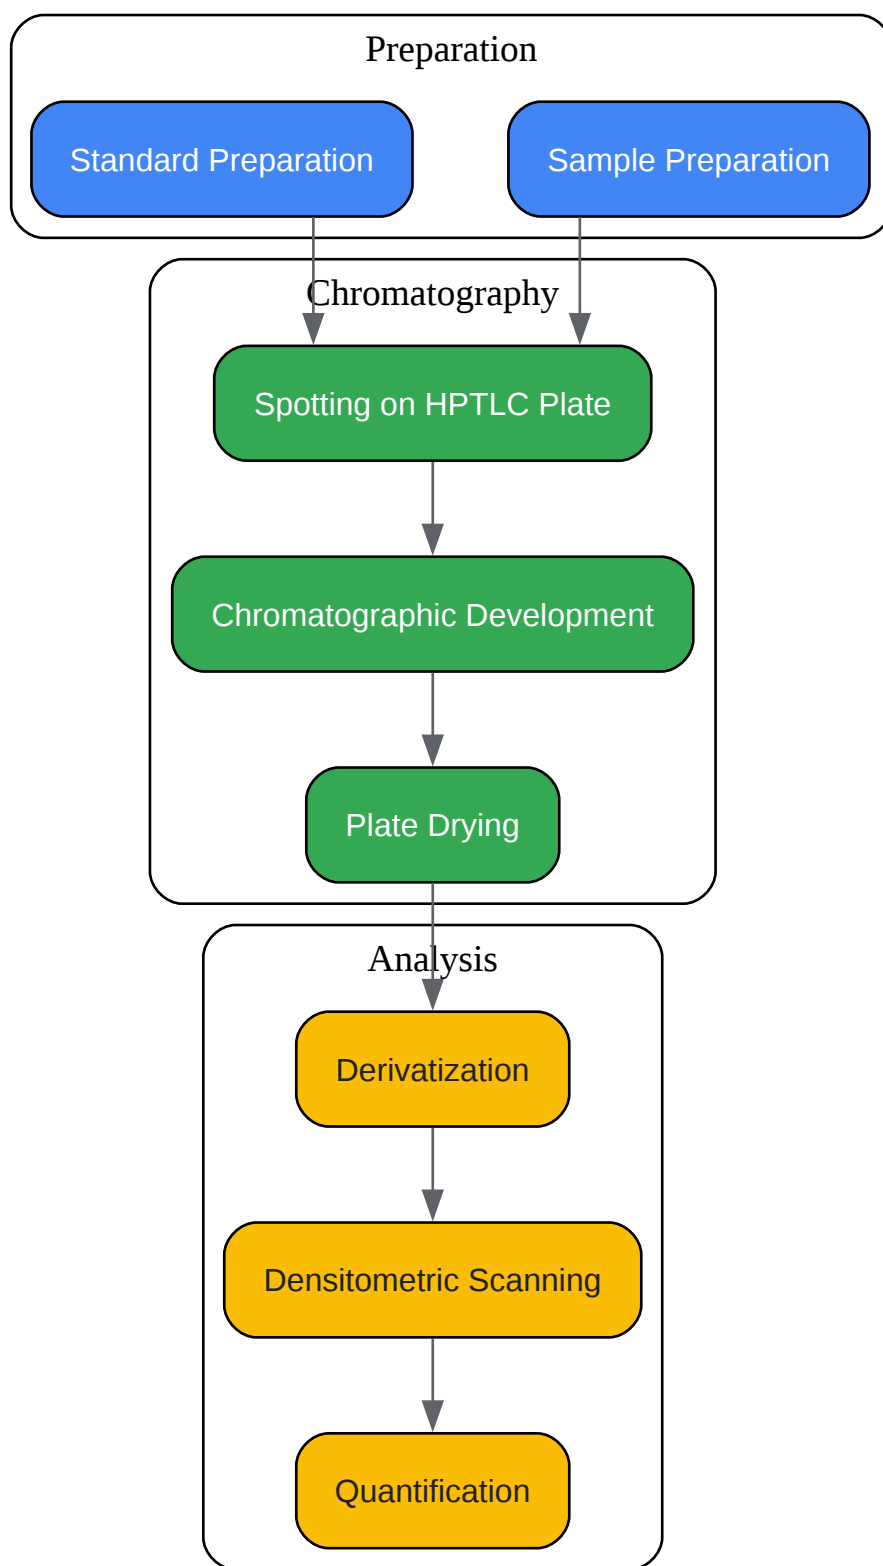 Preparation
Standard Preparation
Sample Preparation
Chromatography
Spotting on HPTLC Plate
Chromatographic Development
Plate Drying
Analysis
Derivatization
Densitometric Scanning
Quantification